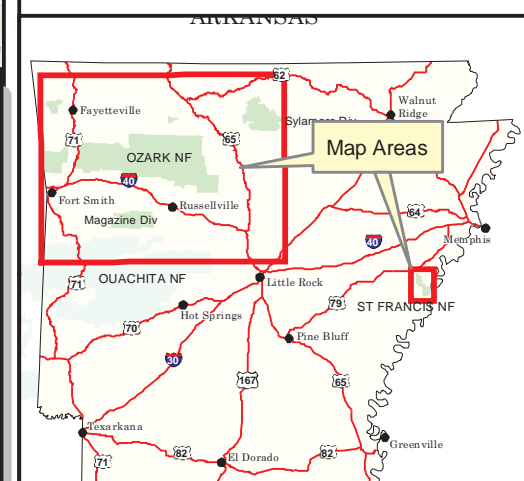 ARKANSAS
62
Fayetteville
Walnut
Ridge
Sylamore Div
71
65
Map Areas
OZARK NF
40
Fort Smith
Russellville
64
Magazine Div
Memphis
40
OUACHITA NF
71
Little Rock
79
ST FRANCIS NF
Hot Springs
70
Pine Bluff
30
167
65
Texarkana
Greenville
82
82
71
El Dorado